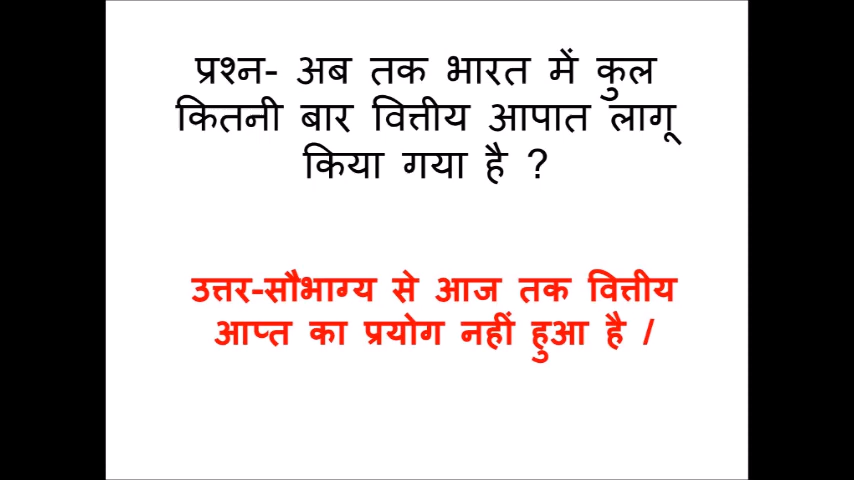 प्रश्न- अब तक भारत में कुल
कितनी बार वित्तीय आपात लागू
किया गया है ?
उत्तर-सौभाग्य से आज तक वित्तीय
आप्त का प्रयोग नहीं हुआ है /